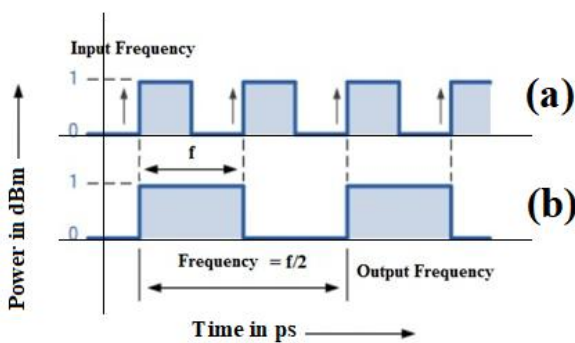 Input Frequency
1
0
(a)
f
1
0
(b)
Frequency = f/2
Output Frequency
Power in dBm
Time in ps